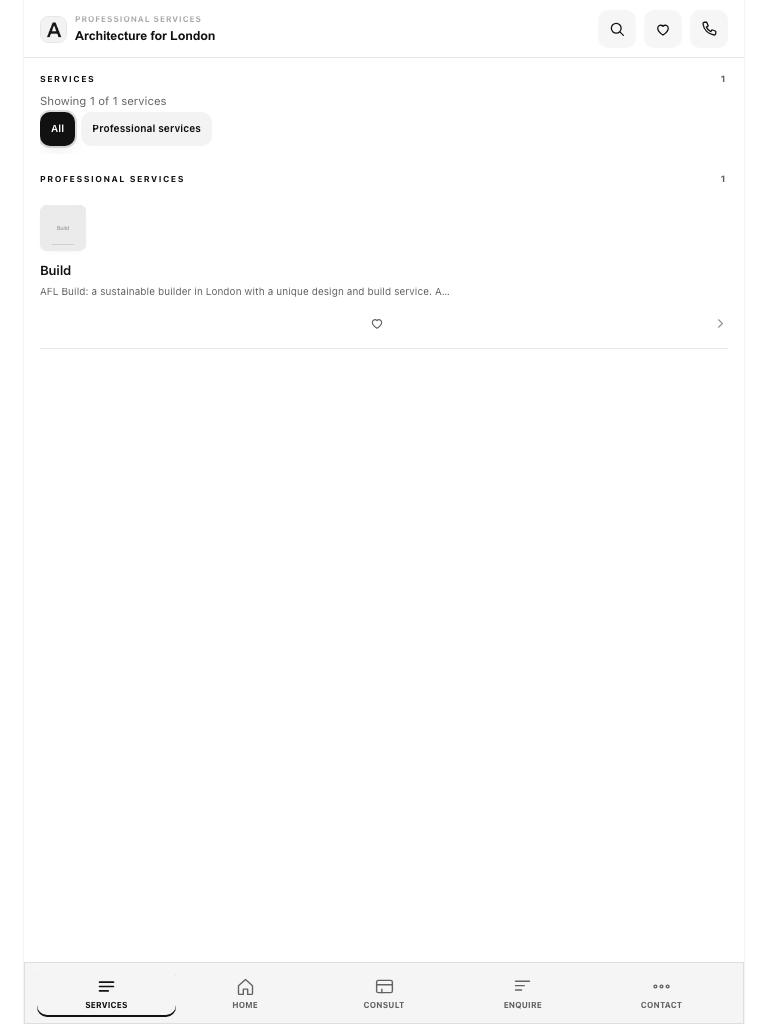 A
PROFESSIONAL SERVICES
Architecture for London
SERVICES
1
Showing 1 of 1 services
All
Professional services
PROFESSIONAL SERVICES
1
Build
Build
AFL Build: a sustainable builder in London with a unique design and build service. A...
SERVICES
HOME
CONSULT
ENQUIRE
CONTACT